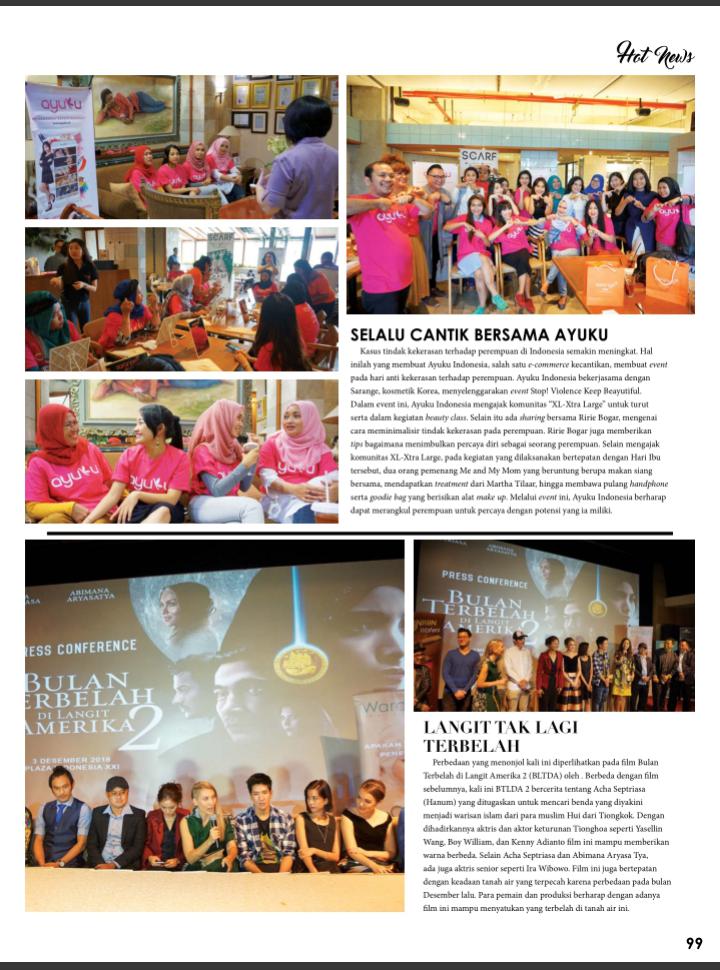 Hot News
ayuku
SCARF
SCARF
ayuku
ayuku
ayuku
SELALU CANTIK BERSAMA AYUKU
Kasus tindak kekerasan terhadap perempuan di Indonesia semakin meningkat. Hal
inilah yang membuat Ayuku Indonesia, salah satu e-commerce kecantikan, membuat event
pada hari anti kekerasan terhadap perempuan. Ayuku Indonesia bekerjasama dengan
Sarange, kosmetik Korea, menyelenggarakan event Stop! Violence Keep Beayutiful.
Dalam event ini, Ayuku Indonesia mengajak komunitas "XL-Xtra Large" untuk turut
serta dalam kegiatan beauty class. Selain itu ada sharing bersama Ririe Bogar, mengenai
cara meminimalisir tindak kekerasan pada perempuan. Ririe Bogar juga memberikan
tips bagaimana menimbulkan percaya diri sebagai seorang perempuan. Selain mengajak
komunitas XL-Xtra Large, pada kegiatan yang dilaksanakan bertepatan dengan Hari Ibu
tersebut, dua orang pemenang Me and My Mom yang beruntung berupa makan siang
bersama, mendapatkan treatment dari Martha Tilaar, hingga membawa pulang handphone
serta goodie bag yang berisikan alat make up. Melalui event ini, Ayuku Indonesia berharap
dapat merangkul perempuan untuk percaya dengan potensi yang ia miliki.
ASA
ABIMANA
ARYASATYA
RESS CONFERENCE
BULAN
ERBELAH
DI LANGIT
AMERIKA 2
3 DESEMBER 2016
PLAZA INDONESIA XXI
Ward
ABIMANA
ARYASATYA
PRESS CONFERENCE
BULAN
TERBELAH
DI LANGIT
AMERIKA 2
LANGIT TAK LAGI
TERBELAH
Perbedaan yang menonjol kali ini diperlihatkan pada film Bulan
Terbelah di Langit Amerika 2 (BLTDA) oleh . Berbeda dengan film
sebelumnya, kali ini BTLDA 2 bercerita tentang Acha Septriasa
(Hanum) yang ditugaskan untuk mencari benda yang diyakini
menjadi warisan islam dari para muslim Hui dari Tiongkok. Dengan
dihadirkannya aktris dan aktor keturunan Tionghoa seperti Yasellin
Wang, Boy William, dan Kenny Adianto film ini mampu memberikan
warna berbeda. Selain Acha Septriasa dan Abimana Aryasa Tya,
ada juga aktris senior seperti Ira Wibowo. Film ini juga bertepatan
dengan keadaan tanah air yang terpecah karena perbedaan pada bulan
Desember lalu. Para pemain dan produksi berharap dengan adanya
film ini mampu menyatukan yang terbelah di tanah air ini.
99